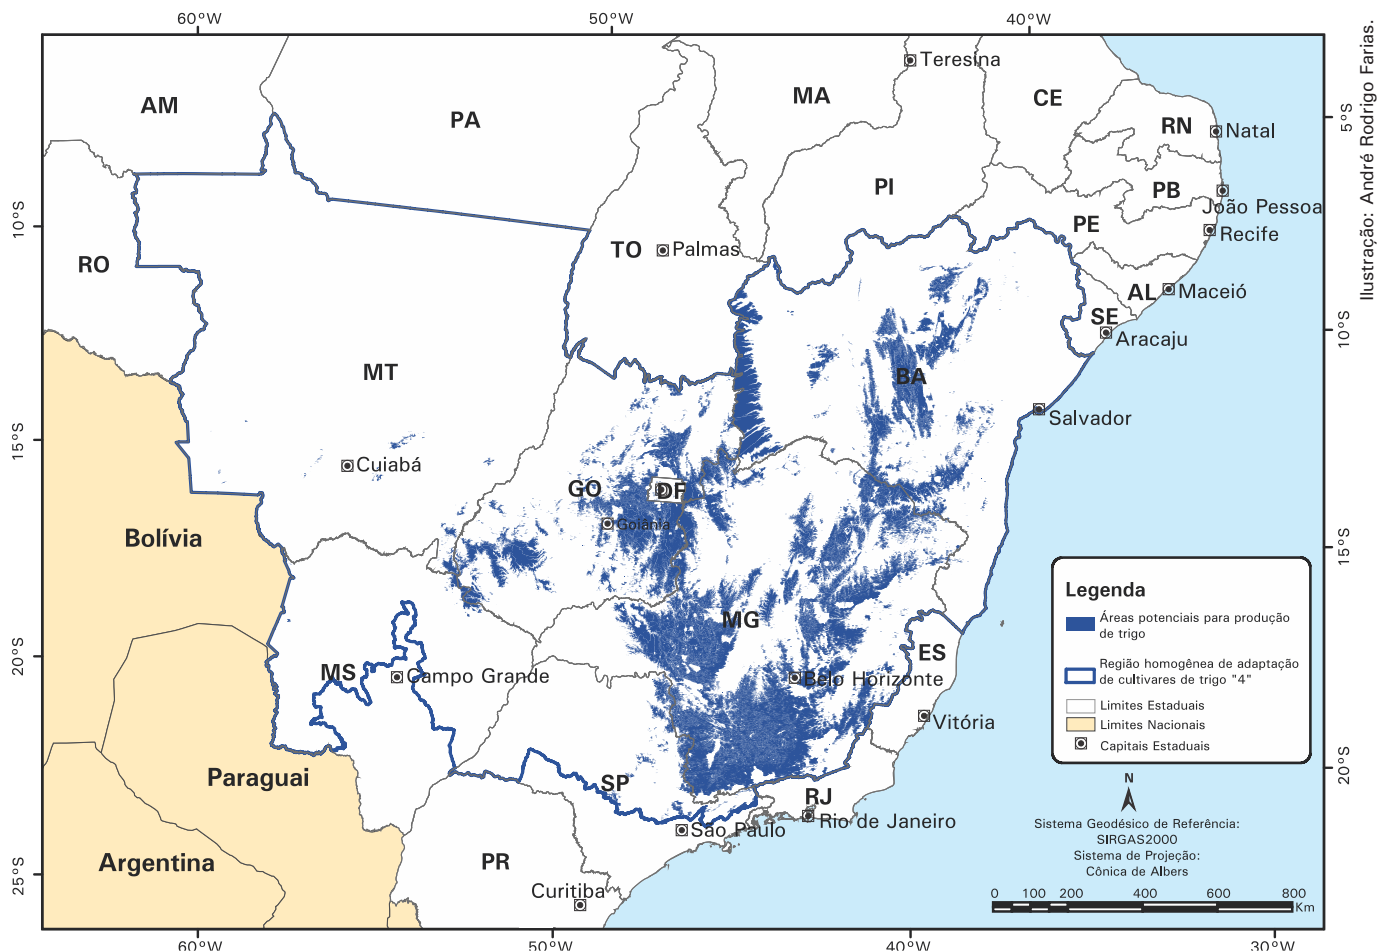 60°W
50°W
40°W
Ilustração: André Rodrigo Farias.
Teresina
AM
PA
MA
CE
RN
Natal
5°S
PI
PB
João Pessoa
PE
Recife
10°S
RO
TO
Palmas
AL
Maceió
SE
Aracaju
10°S
MT
BA
Salvador
15°S
Cuiabá
GO
DF
Goiânia
Bolívia
15°S
Legenda
Áreas potenciais para produção
de trigo
Região homogênea de adaptação
de cultivares de trigo "4"
Limites Estaduais
Limites Nacionais
Capitais Estaduais
MG
ES
20°S
MS
Campo Grande
Belo Horizonte
Vitória
Paraguai
SP
RJ
20°S
São Paulo
Rio de Janeiro
N
Sistema Geodésico de Referência:
SIRGAS2000
Sistema de Projeção:
Cônica de Albers
Argentina
PR
Curitiba
25°S
0 100 200 400 600 800
Km
60°W
50°W
40°W
30°W